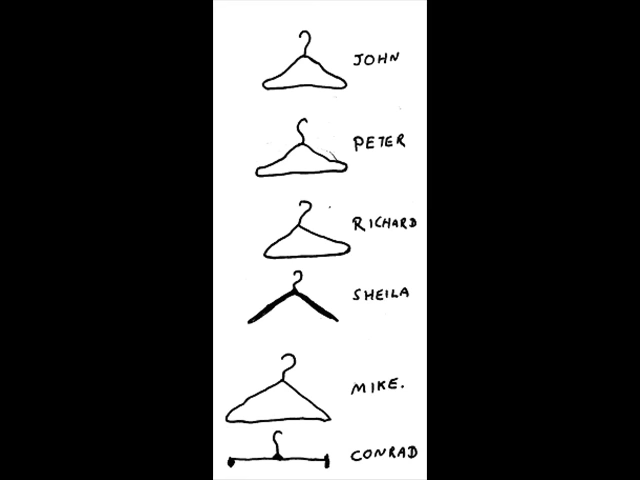 JOHN
PETER
RICHARD
SHEILA
MIKE.
CONRAD